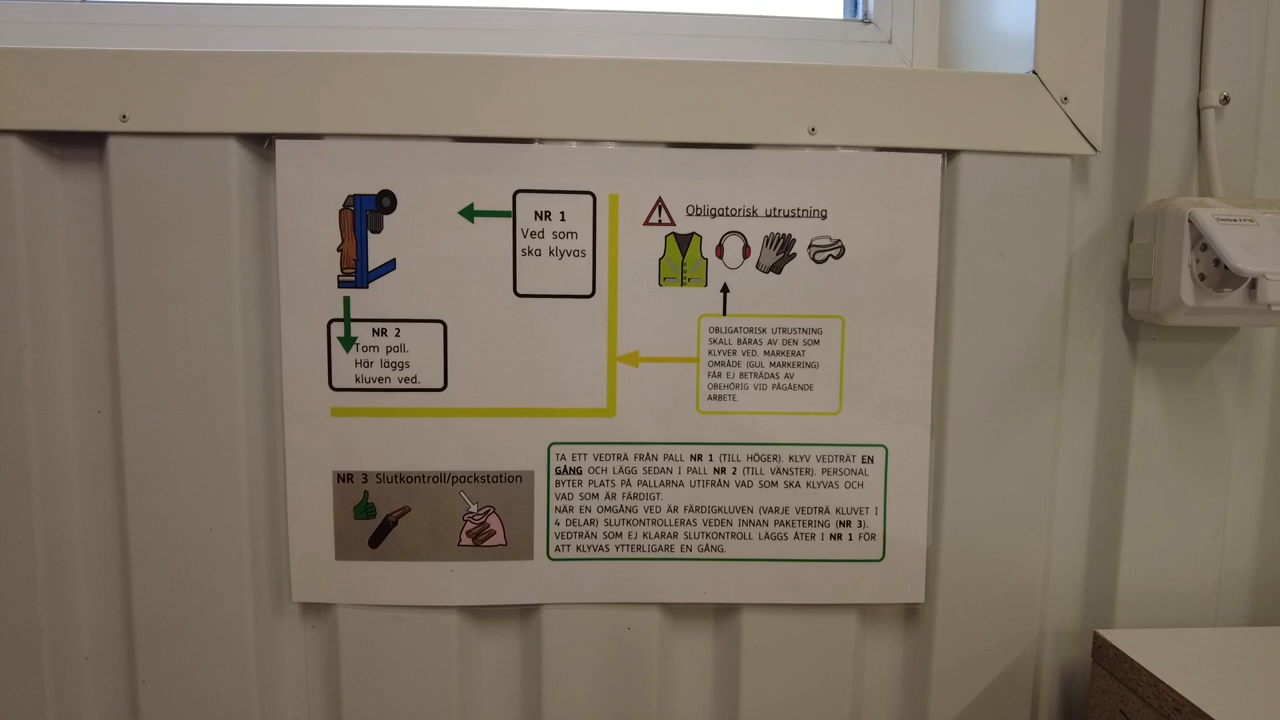 NR 1
Ved som
ska klyvas
Obligatorisk utrustning
NR 2
Tom pall.
Här läggs
kluven ved.
OBLIGATORISK UTRUSTNING
SKALL BÄRAS AV DEN SOM
KLYVER VED. MARKERAT
OMRÅDE (GUL MARKERING)
FÅR EJ BETRÄDAS AV
OBEHÖRIG VID PÅGÅENDE
ARBETE.
NR 3 Slutkontroll/packstation
TA ETT VEDTRÄ FRÅN PALL NR 1 (TILL HÖGER). KLYV VEDTRÄT EN
GÅNG OCH LÄGG SEDAN I PALL NR 2 (TILL VÄNSTER). PERSONAL
BYTER PLATS PÅ PALLARNA UTIFRÅN VAD SOM SKA KLYVAS OCH
VAD SOM ÄR FÄRDIGT.
NÄR EN OMGÅNG VED ÄR FÄRDIGKLUVEN (VARJE VEDTRÄ KLUVET I
4 DELAR) SLUTKONTROLLERAS VEDEN INNAN PAKETERING (NR 3).
VEDTRÄN SOM EJ KLARAR SLUTKONTROLL LÄGGS ÅTER I NR 1 FÖR
ATT KLYVAS YTTERLIGARE EN GÅNG.